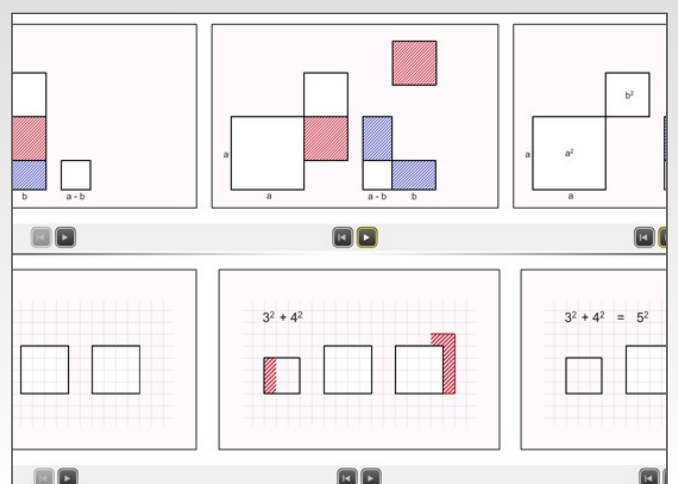 b²
a
a
a²
a
a
b
a - b
a - b
b
3² + 4²
3² + 4² = 5²